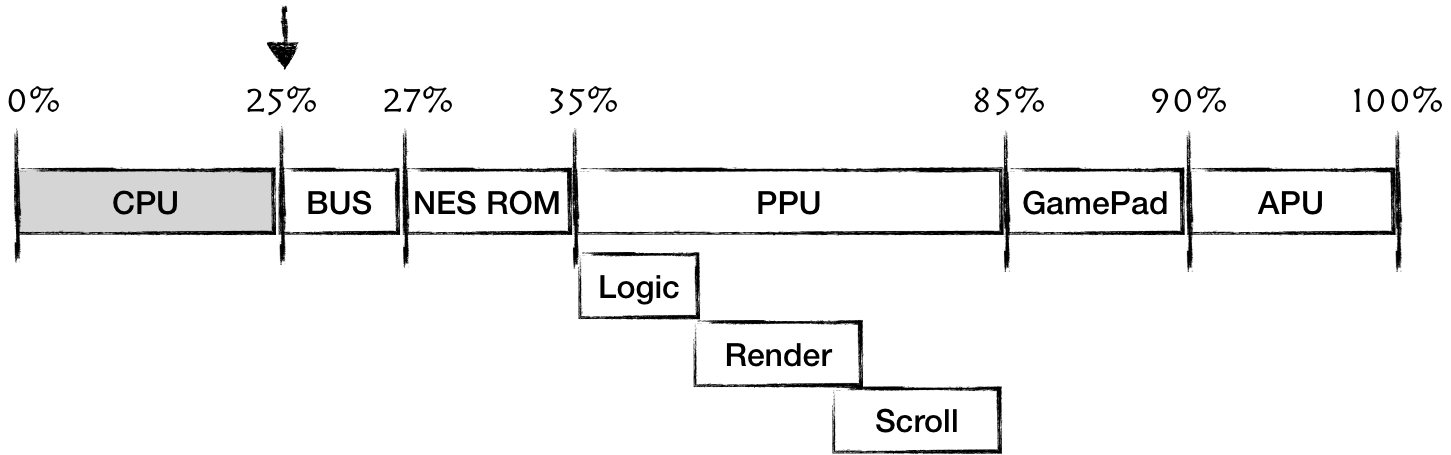 0% 25% 27% 35% 85% 90% 100%
CPU BUS NES ROM PPU GamePad APU
Logic
Render
Scroll